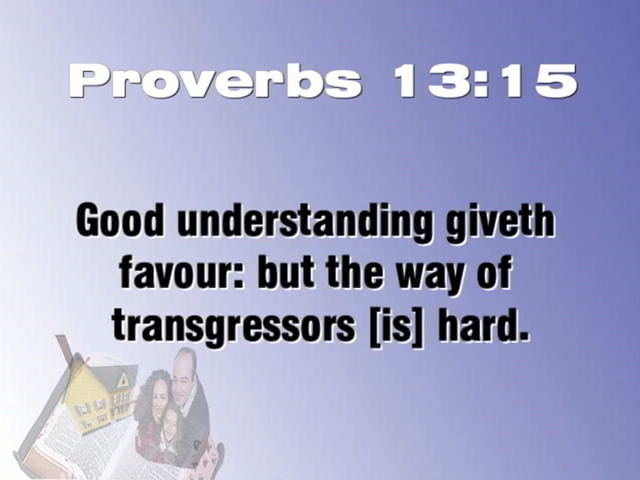 Proverbs 13:15
Good understanding giveth
favour: but the way of
transgressors [is] hard.